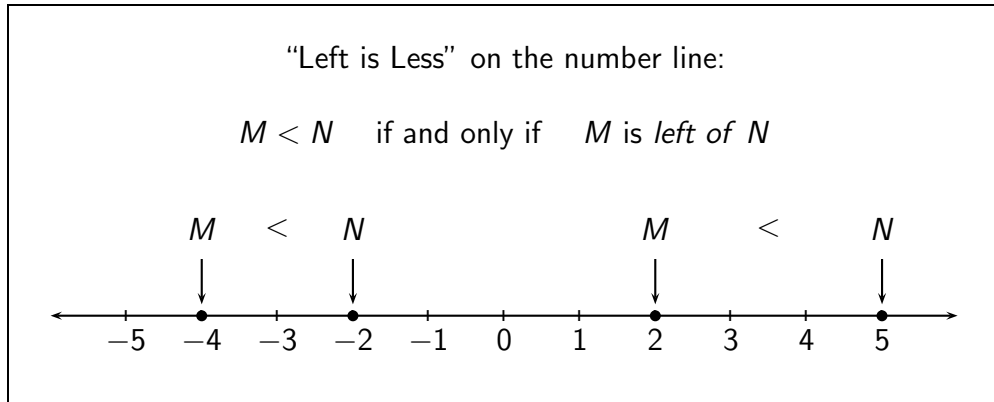 “Left is Less” on the number line:
M < N if and only if M is left of N
M < N M < N
−5 −4 −3 −2 −1 0 1 2 3 4 5